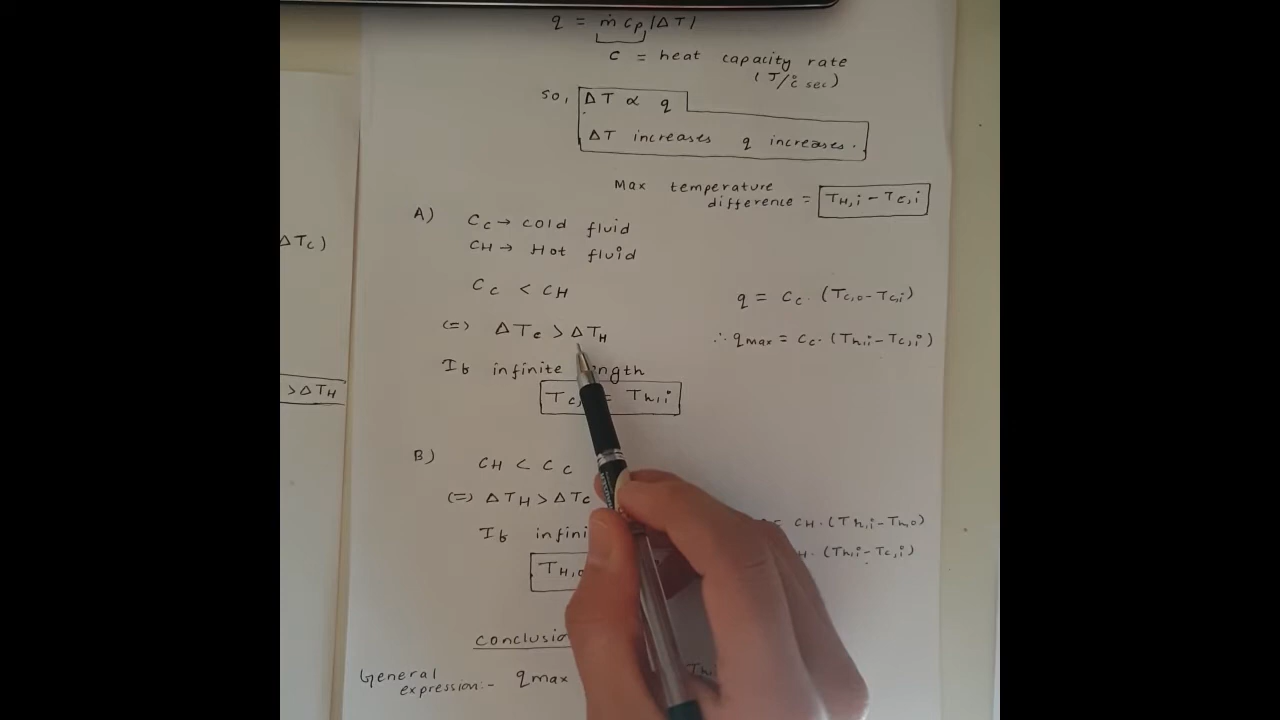 q = ṁ cp |ΔT|
C = heat capacity rate
(J/°c sec)
so, ΔT ∝ q
ΔT increases q increases.
Max temperature
difference = TH,i - Tc,i
A) Cc → cold fluid
CH → Hot fluid
Cc < CH
q = Cc. (Tc,o - Tc,i)
(=) ΔTc > ΔTH
∴ qmax = Cc. (Th,i - Tc,i)
If infinite
= Th,i
B) CH < Cc
(=) ΔTH > ΔTc
= CH. (Th,i - Th,o)
If
. (Th,i - Tc,i)
General
expression:- qmax
ΔTc)
> ΔTH